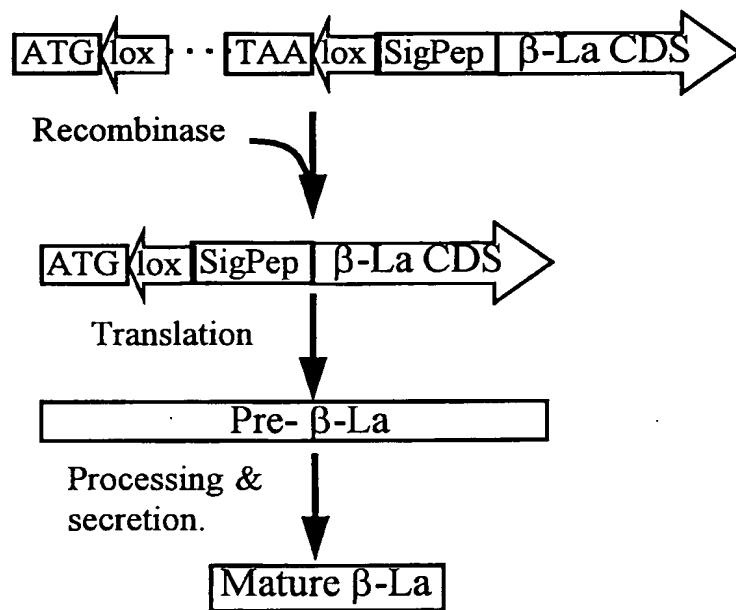 ATG lox ··· TAA lox SigPep β-La CDS
Recombinase
ATG lox SigPep β-La CDS
Translation
Pre- β-La
Processing &
secretion.
Mature β-La